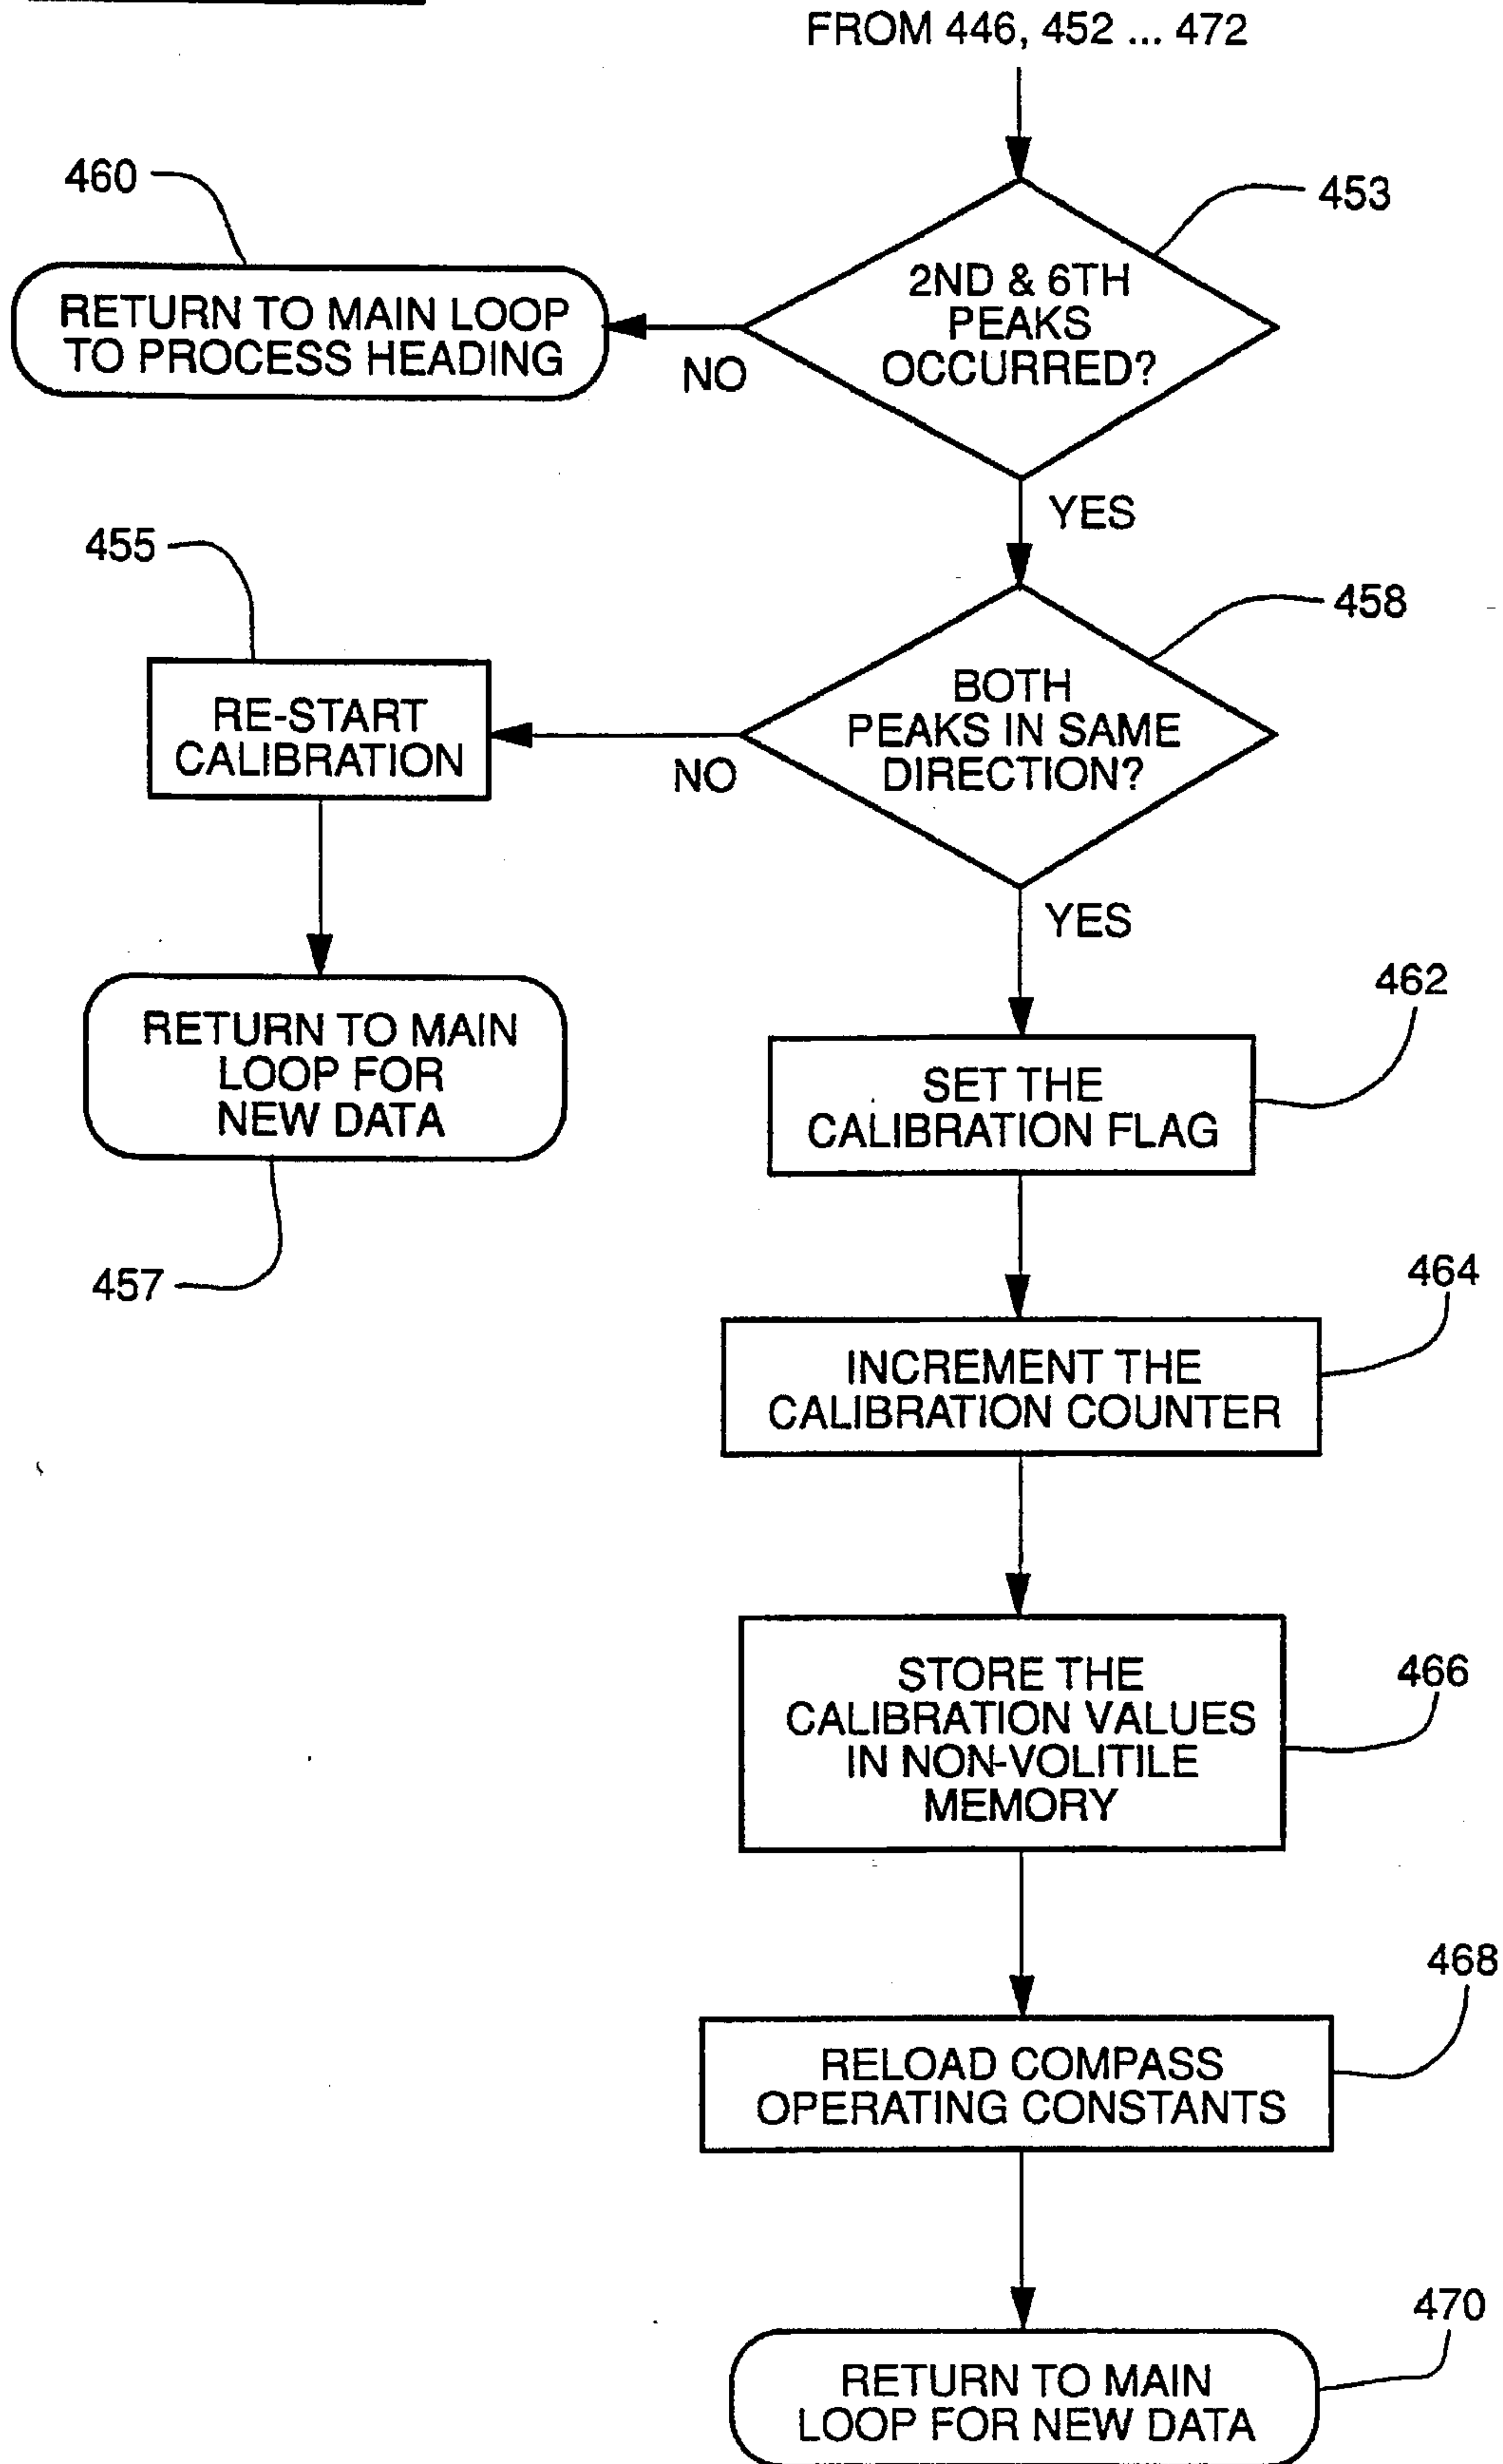 FROM 446, 452 ... 472
460
453
2ND & 6TH
PEAKS
OCCURRED?
RETURN TO MAIN LOOP
TO PROCESS HEADING
NO
YES
455
458
BOTH
PEAKS IN SAME
DIRECTION?
RE-START
CALIBRATION
NO
YES
RETURN TO MAIN
LOOP FOR
NEW DATA
457
462
SET THE
CALIBRATION FLAG
464
INCREMENT THE
CALIBRATION COUNTER
466
STORE THE
CALIBRATION VALUES
IN NON-VOLITILE
MEMORY
468
RELOAD COMPASS
OPERATING CONSTANTS
470
RETURN TO MAIN
LOOP FOR NEW DATA